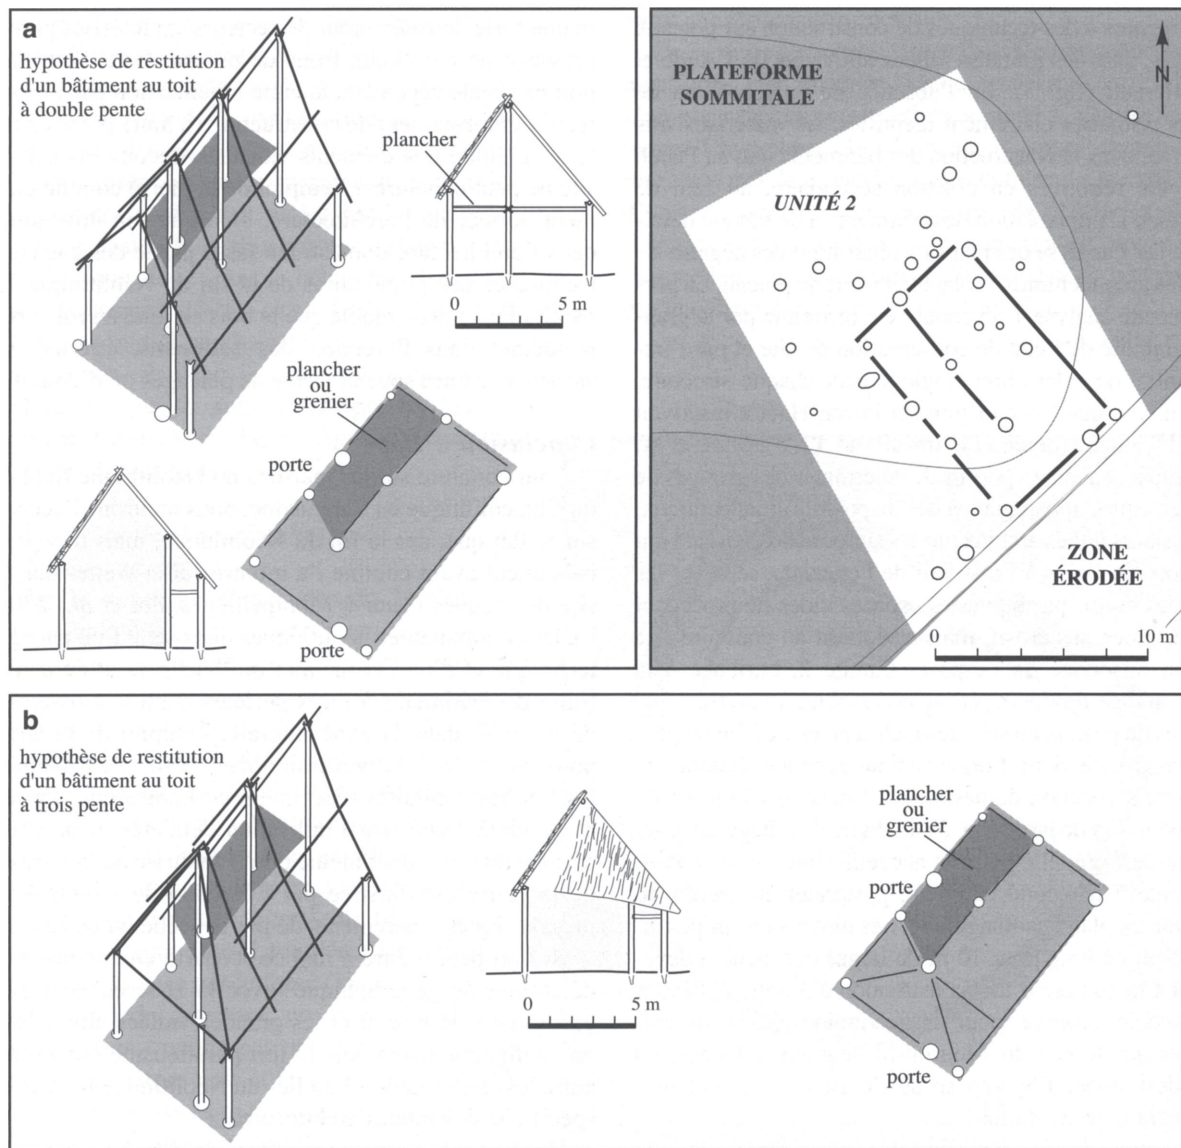 a
hypothèse de restitution
d'un bâtiment au toit
à double pente
plancher
0 5 m
plancher
ou
grenier
porte
porte
PLATEFORME
SOMMITALE
N
UNITÉ 2
ZONE
ÉRODÉE
0 10 m
b
hypothèse de restitution
d'un bâtiment au toit
à trois pente
0 5 m
plancher
ou
grenier
porte
porte